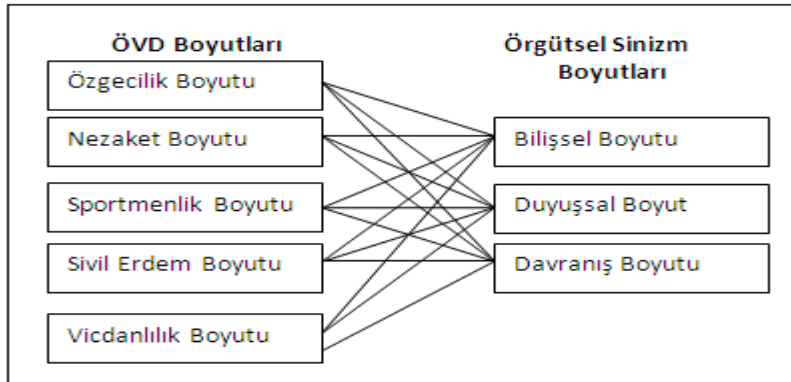 ÖVD Boyutları
Özgecilik Boyutu
Nezaket Boyutu
Sportmenlik Boyutu
Sivil Erdem Boyutu
Vicdanlılık Boyutu
Örgütsel Sinizm
Boyutları
Bilişsel Boyutu
Duyuşsal Boyut
Davranış Boyutu